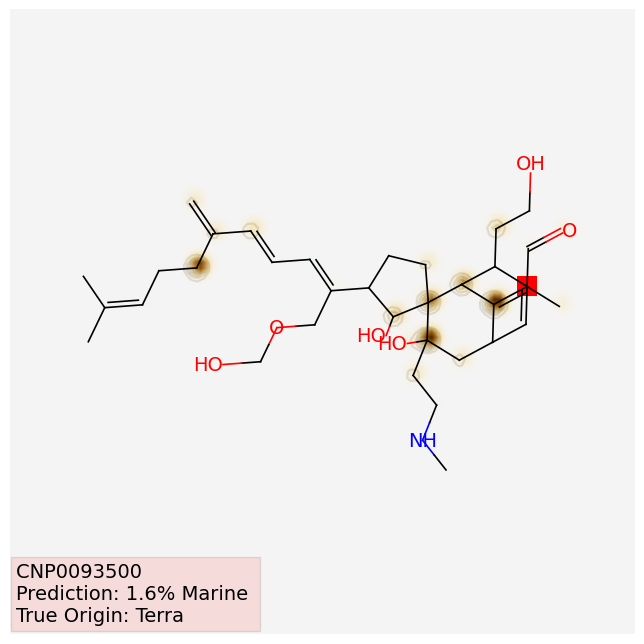 OH
O
O
HO
HO
HO
NH
CNP0093500
Prediction: 1.6% Marine
True Origin: Terra